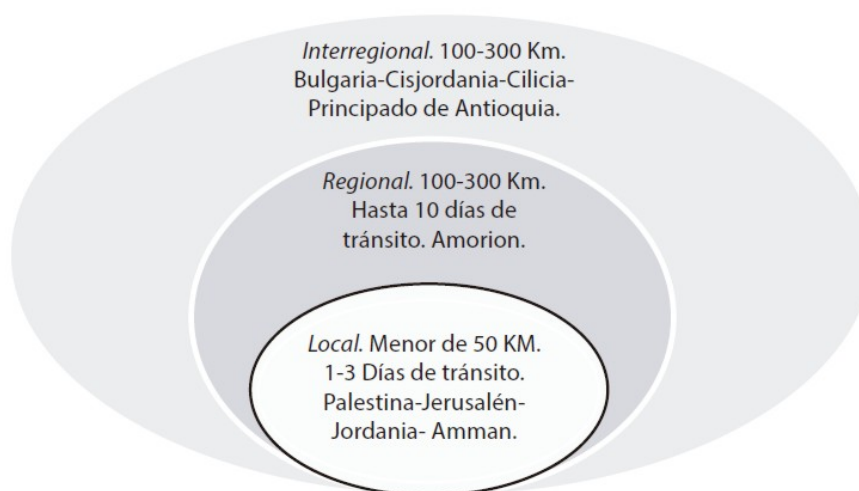 Interregional. 100-300 Km.
Bulgaria-Cisjordania-Cilicia-
Principado de Antioquia.
Regional. 100-300 Km.
Hasta 10 días de
tránsito. Amorion.
Local. Menor de 50 KM.
1-3 Días de tránsito.
Palestina-Jerusalén-
Jordania- Amman.